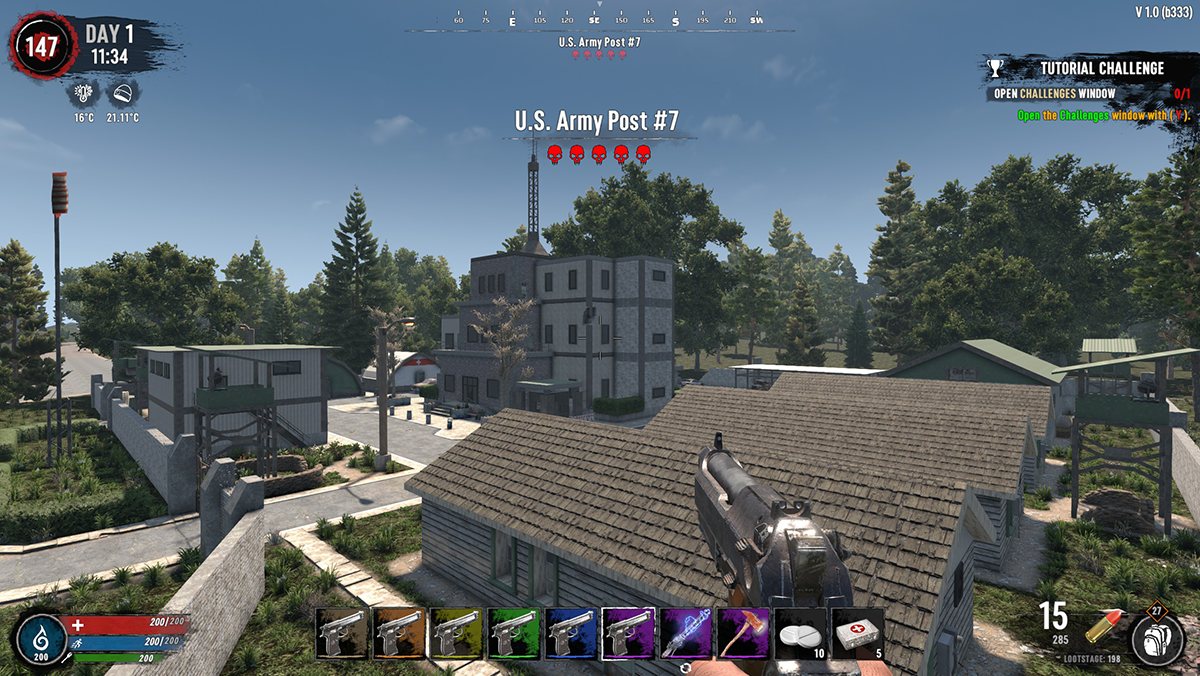 147
DAY 1
11:34
16°C
21.11°C
60 75 E 105 120 SE 150 165 S 195 210 SW
U.S. Army Post #7
V 1.0 (b333)
TUTORIAL CHALLENGE
OPEN CHALLENGES WINDOW 0/1
Open the Challenges window with ( Y ).
U.S. Army Post #7
200
200/200
200/200
200
10
5
15
285
27
LOOTSTAGE: 198